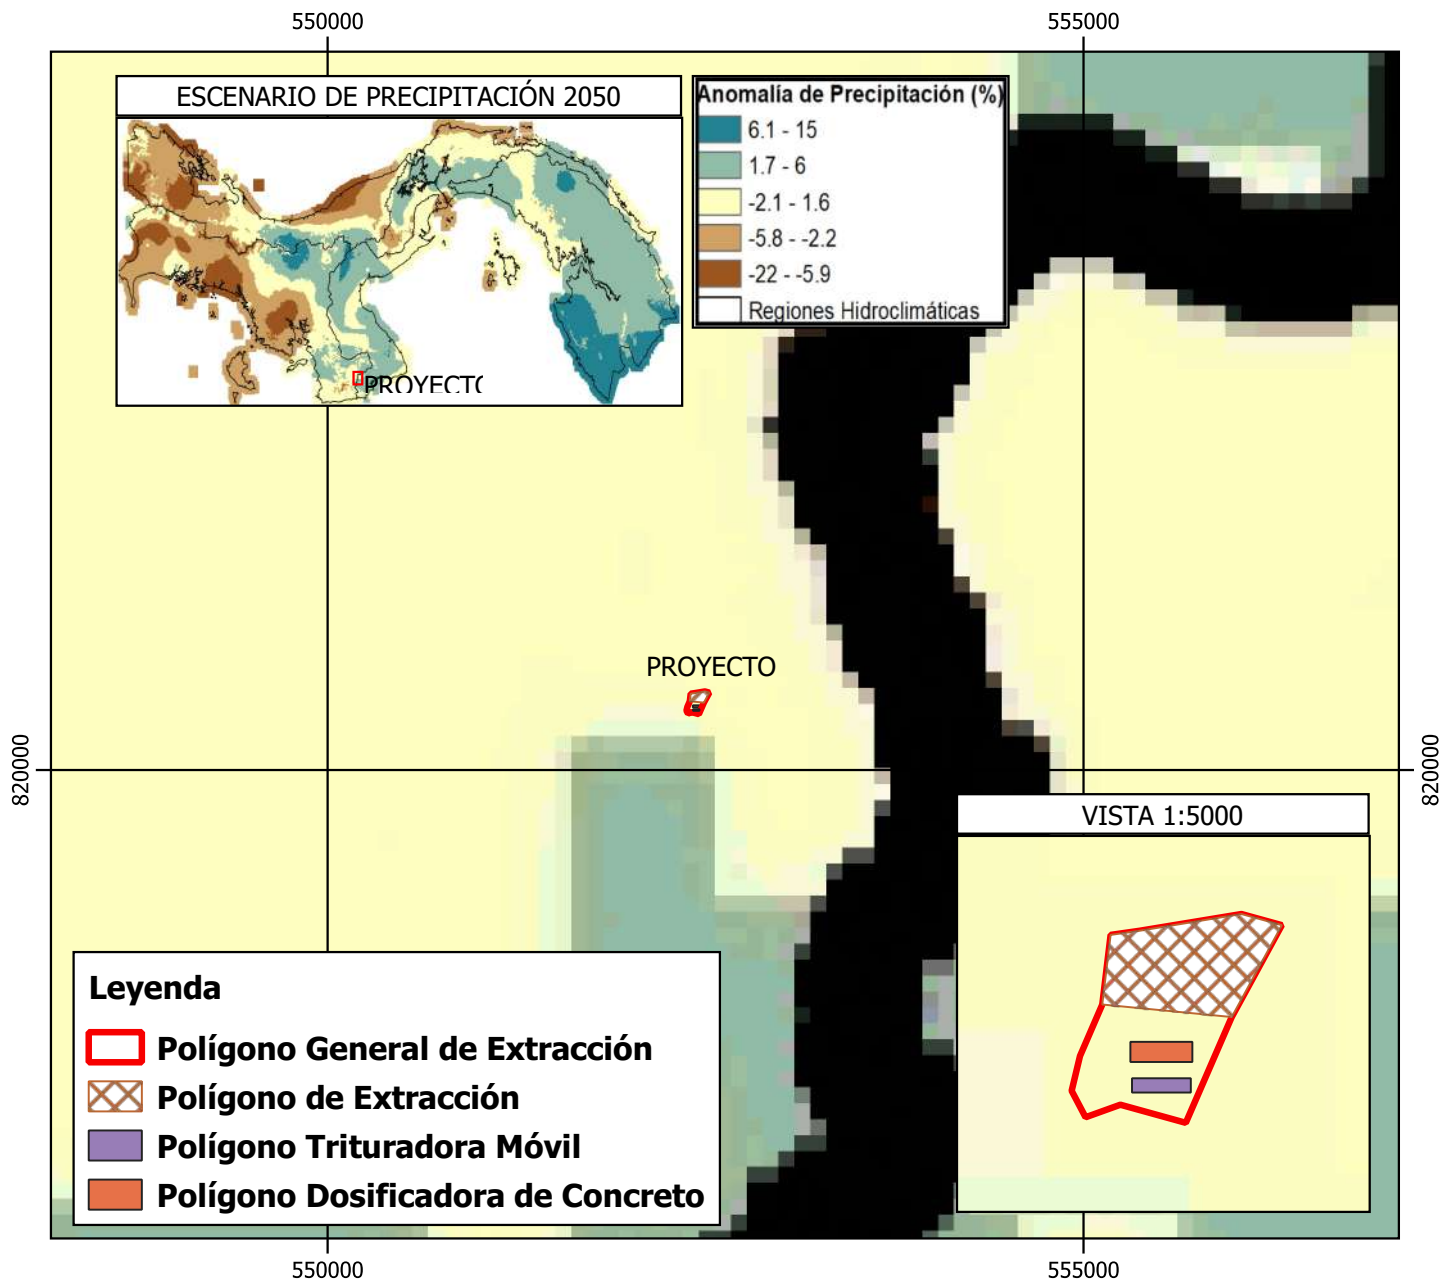 550000
555000
ESCENARIO DE PRECIPITACIÓN 2050
PROYECTO
Anomalía de Precipitación (%)
6.1 - 15
1.7 - 6
-2.1 - 1.6
-5.8 - -2.2
-22 - -5.9
Regiones Hidroclimáticas
PROYECTO
820000
820000
VISTA 1:5000
Leyenda
Polígono General de Extracción
Polígono de Extracción
Polígono Trituradora Móvil
Polígono Dosificadora de Concreto
550000
555000